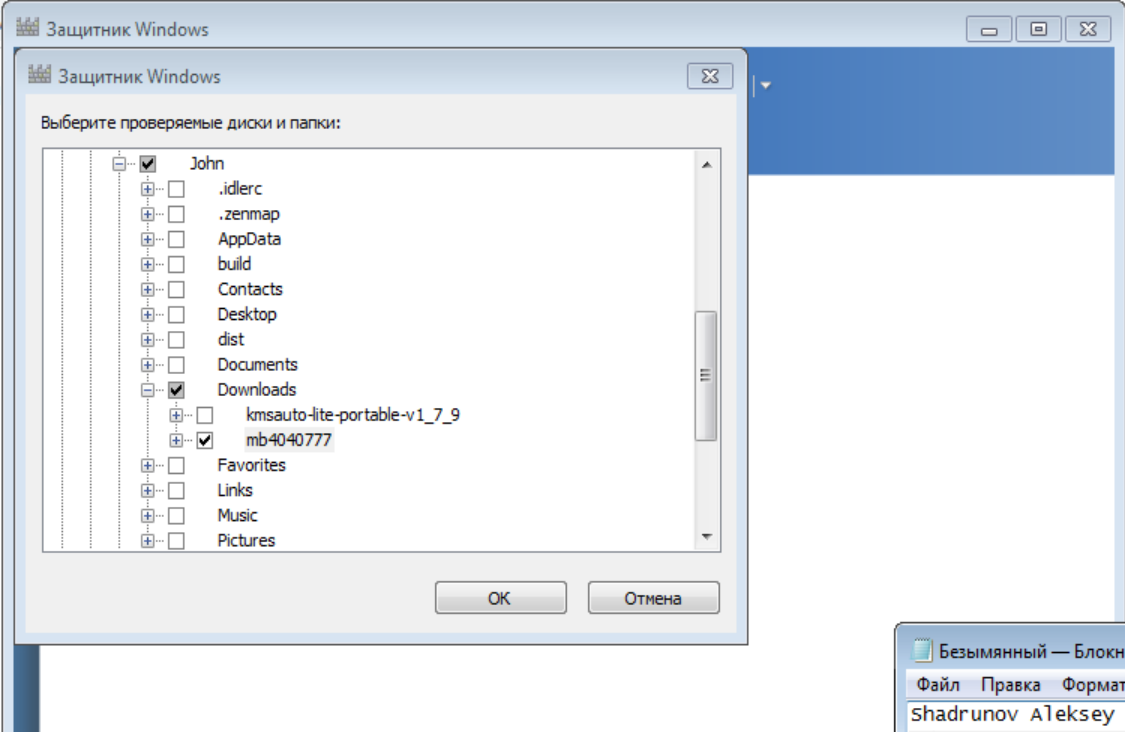 Защитник Windows
Защитник Windows
Выберите проверяемые диски и папки:
John
.idlerc
.zenmap
AppData
build
Contacts
Desktop
dist
Documents
Downloads
kmsauto-lite-portable-v1_7_9
mb4040777
Favorites
Links
Music
Pictures
ОК
Отмена
Безымянный — Блокн
Файл Правка Формат
Shadrunov Aleksey